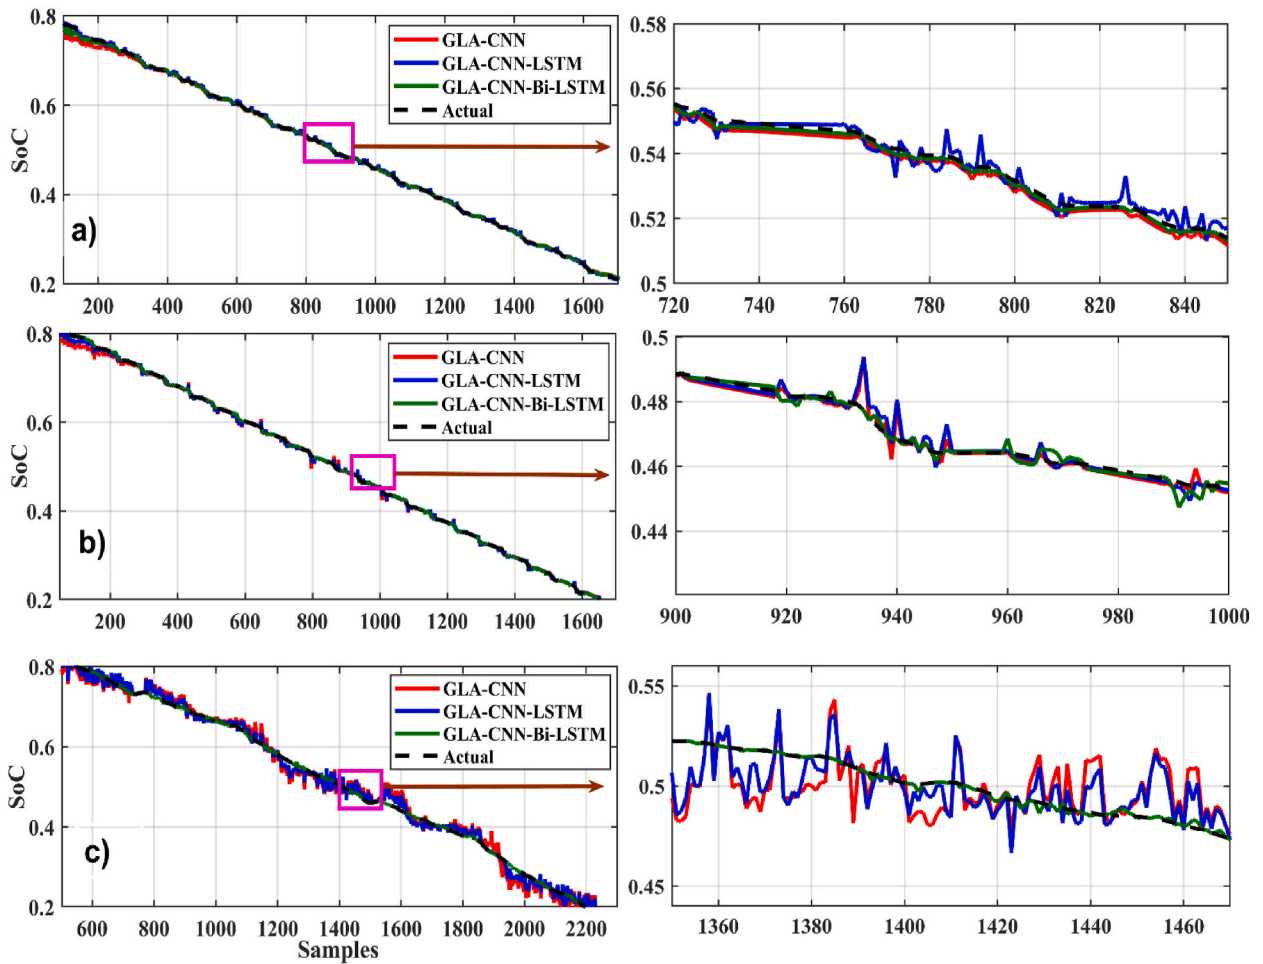 0.8
0.6
0.4
0.2
SoC
a)
GLA-CNN
GLA-CNN-LSTM
GLA-CNN-Bi-LSTM
Actual
200 400 600 800 1000 1200 1400 1600
0.58
0.56
0.54
0.52
0.5
720 740 760 780 800 820 840
0.8
0.6
0.4
0.2
SoC
b)
GLA-CNN
GLA-CNN-LSTM
GLA-CNN-Bi-LSTM
Actual
200 400 600 800 1000 1200 1400 1600
0.5
0.48
0.46
0.44
900 920 940 960 980 1000
0.8
0.6
0.4
0.2
SoC
c)
GLA-CNN
GLA-CNN-LSTM
GLA-CNN-Bi-LSTM
Actual
600 800 1000 1200 1400 1600 1800 2000 2200
Samples
0.55
0.5
0.45
1360 1380 1400 1420 1440 1460